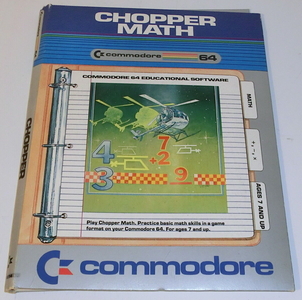 CHOPPER
MATH
commodore 64
COMMODORE 64 EDUCATIONAL SOFTWARE
MATH
+ - ÷ ×
AGES 7 AND UP
CHOPPER
4
3
7
+2
9
Play Chopper Math. Practice basic math skills in a game
format on your Commodore 64. For ages 7 and up.
commodore